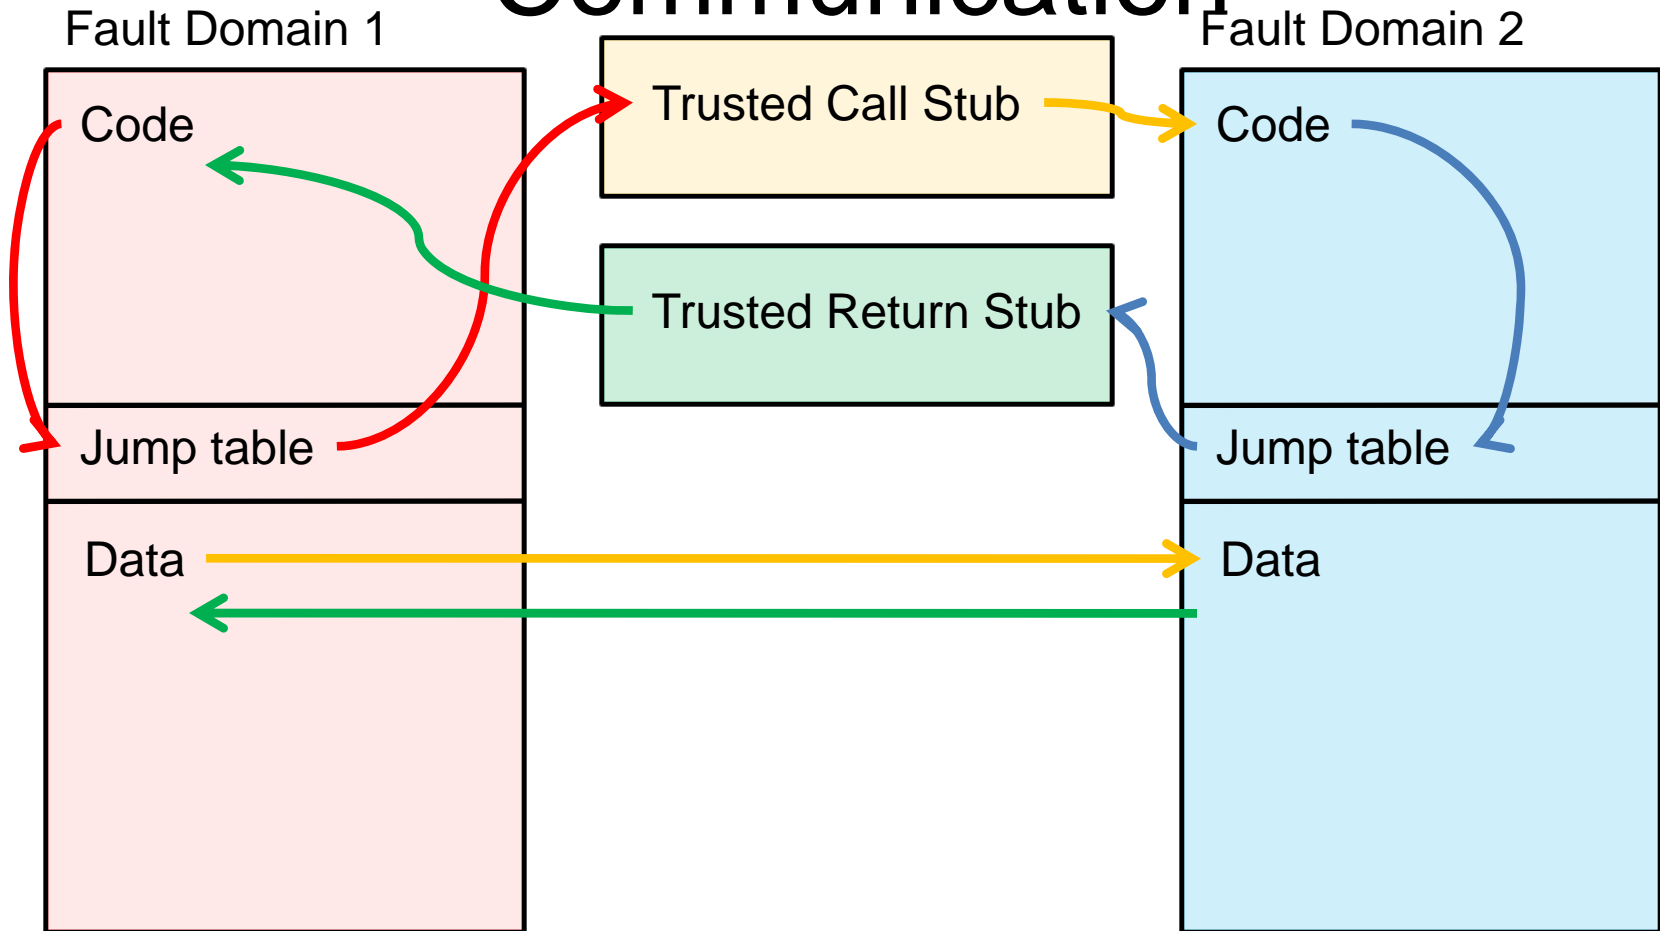 Communication
Fault Domain 1
Fault Domain 2
Code
Trusted Call Stub
Code
Trusted Return Stub
Jump table
Jump table
Data
Data